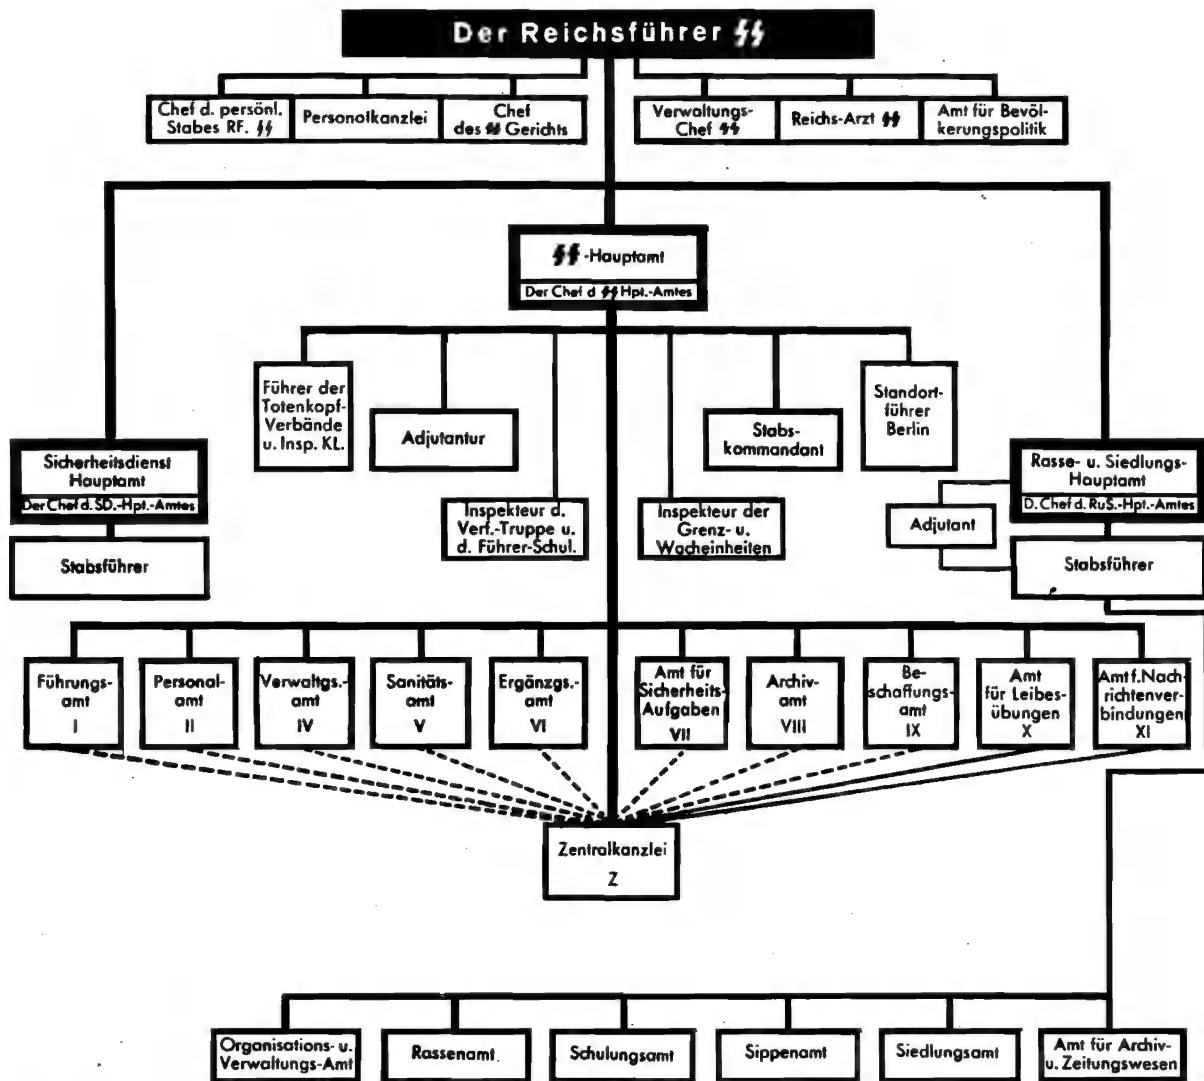 Der Reichsführer ᛋᛋ
Chef d. persönl.
Stabes RF. ᛋᛋ
Personalkanzlei
Chef
des ᛋᛋ Gerichts
Verwaltungs-
Chef ᛋᛋ
Reichs-Arzt ᛋᛋ
Amt für Bevöl-
kerungspolitik
ᛋᛋ-Hauptamt
Der Chef d ᛋᛋ Hpt.-Amtes
Führer der
Totenkopf-
Verbände
u. Insp. KL.
Adjutantur
Inspekteur d.
Verf.-Truppe u.
d. Führer-Schul.
Inspekteur der
Grenz- u.
Wacheinheiten
Stabs-
kommandant
Standort-
führer
Berlin
Sicherheitsdienst
Hauptamt
Der Chef d. SD.-Hpt.-Amtes
Stabsführer
Rasse- u. Siedlungs-
Hauptamt
D. Chef d. RuS.-Hpt.-Amtes
Adjutant
Stabsführer
Führungs-
amt
I
Personal-
amt
II
Verwaltgs.-
amt
IV
Sanitäts-
amt
V
Ergänzgs.-
amt
VI
Amt für
Sicherheits-
Aufgaben
VII
Archiv-
amt
VIII
Be-
schaffungs-
amt
IX
Amt
für Leibes-
übungen
X
Amt f. Nach-
richtenver-
bindungen
XI
Zentralkanzlei
Z
Organisations- u.
Verwaltungs-Amt
Rassenamt
Schulungsamt
Sippenamt
Siedlungsamt
Amt für Archiv-
u. Zeitungswesen